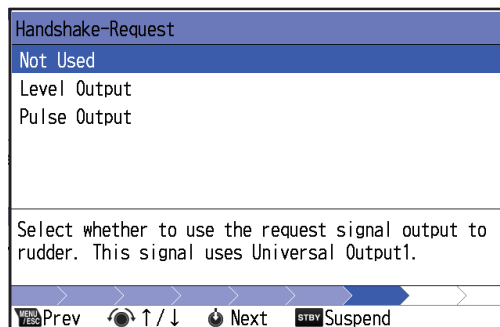 Handshake-Request
Not Used
Level Output
Pulse Output
Select whether to use the request signal output to
rudder. This signal uses Universal Output1.
MENU/ESC Prev ↑/↓ Next STBY Suspend